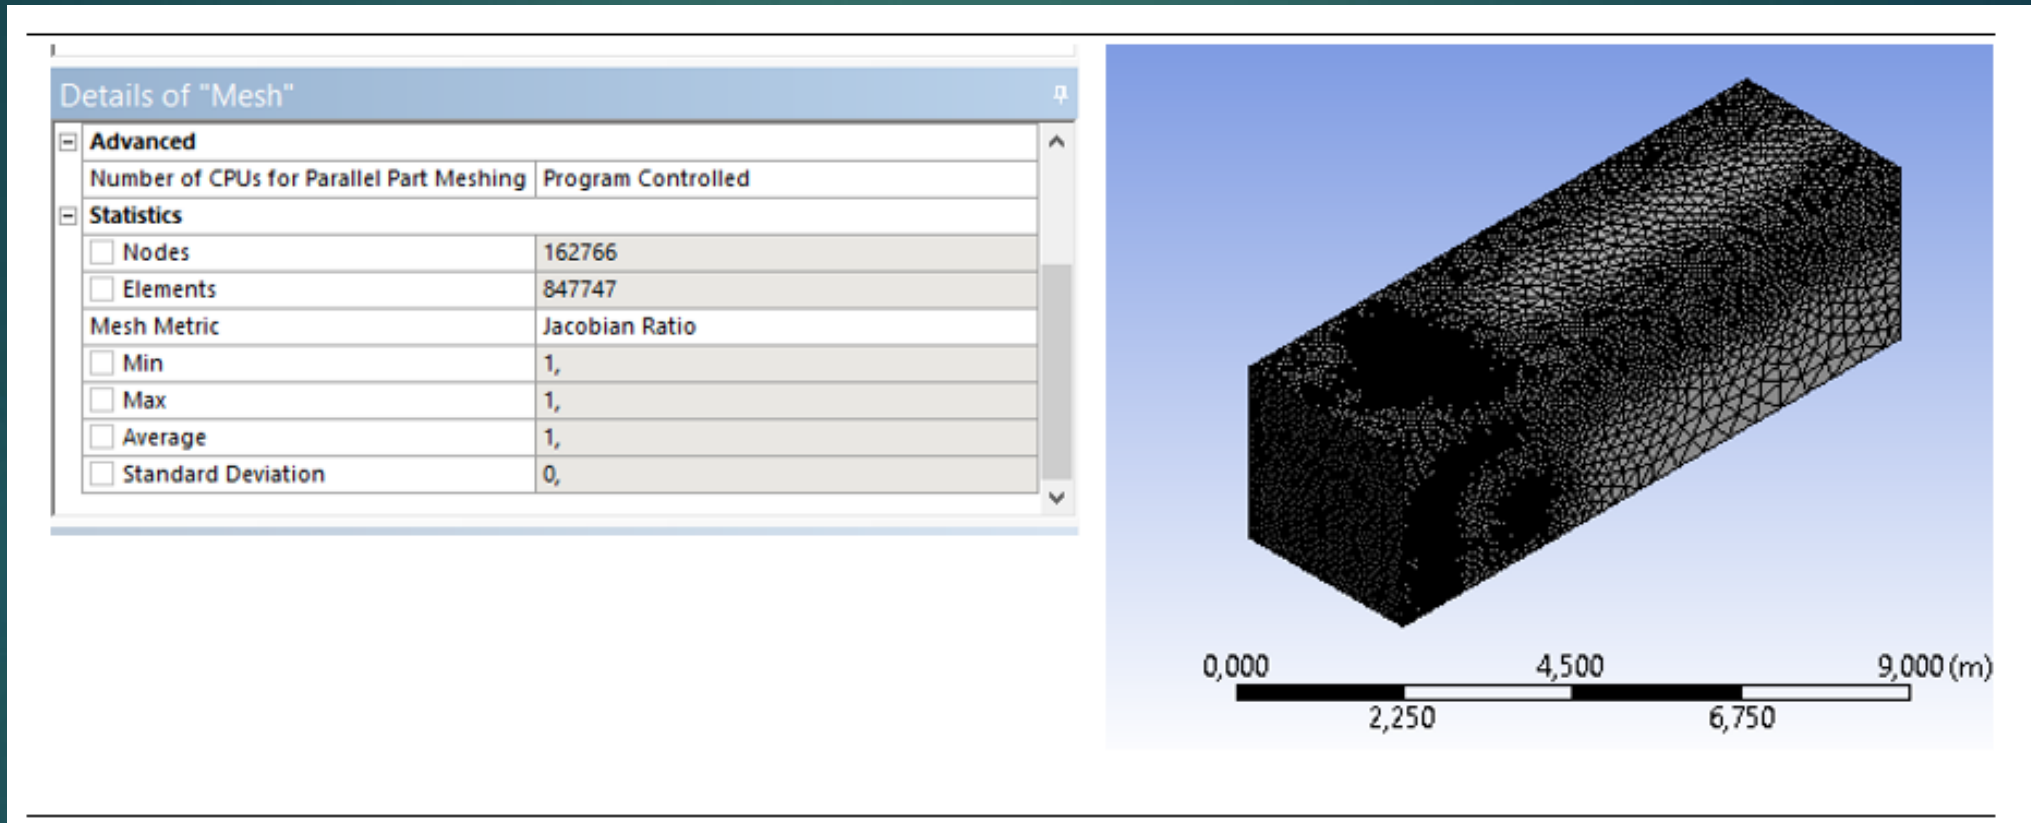 Details of "Mesh"
Advanced
Number of CPUs for Parallel Part Meshing Program Controlled
Statistics
Nodes 162766
Elements 847747
Mesh Metric Jacobian Ratio
Min 1,
Max 1,
Average 1,
Standard Deviation 0,
0,000 4,500 9,000 (m)
2,250 6,750